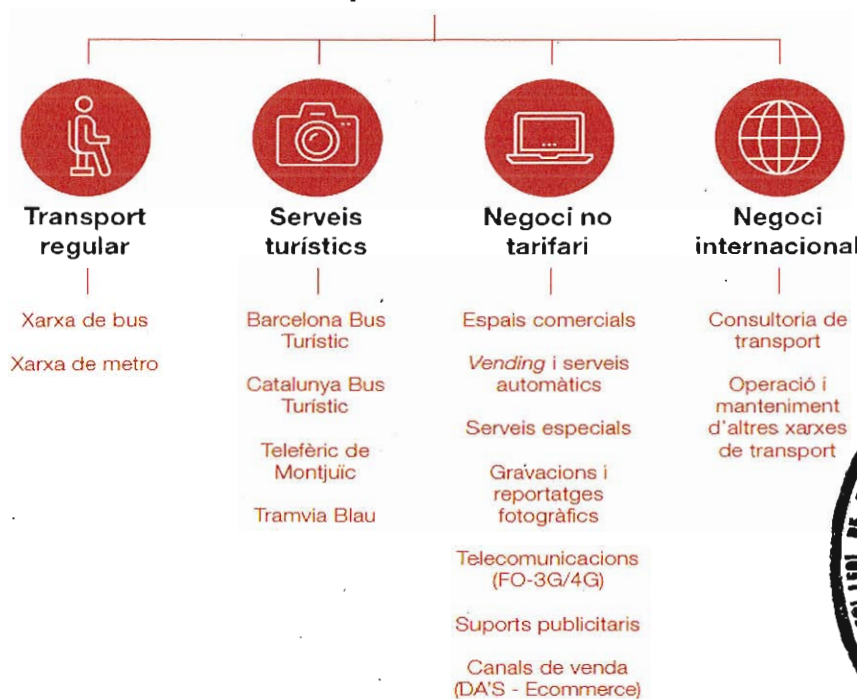 Transport
regular
Xarxa de bus
Xarxa de metro
Serveis
turístics
Barcelona Bus
Turístic
Catalunya Bus
Turístic
Telefèric de
Montjuïc
Tramvia Blau
Negoci no
tarifari
Espais comercials
Vending i serveis
automàtics
Serveis especials
Gravacions i
reportatges
fotogràfics
Telecomunicacions
(FO-3G/4G)
Suports publicitaris
Canals de venda
(DA'S - Ecommerce)
Negoci
internacional
Consultoria de
transport
Operació i
manteniment
d'altres xarxes
de transport